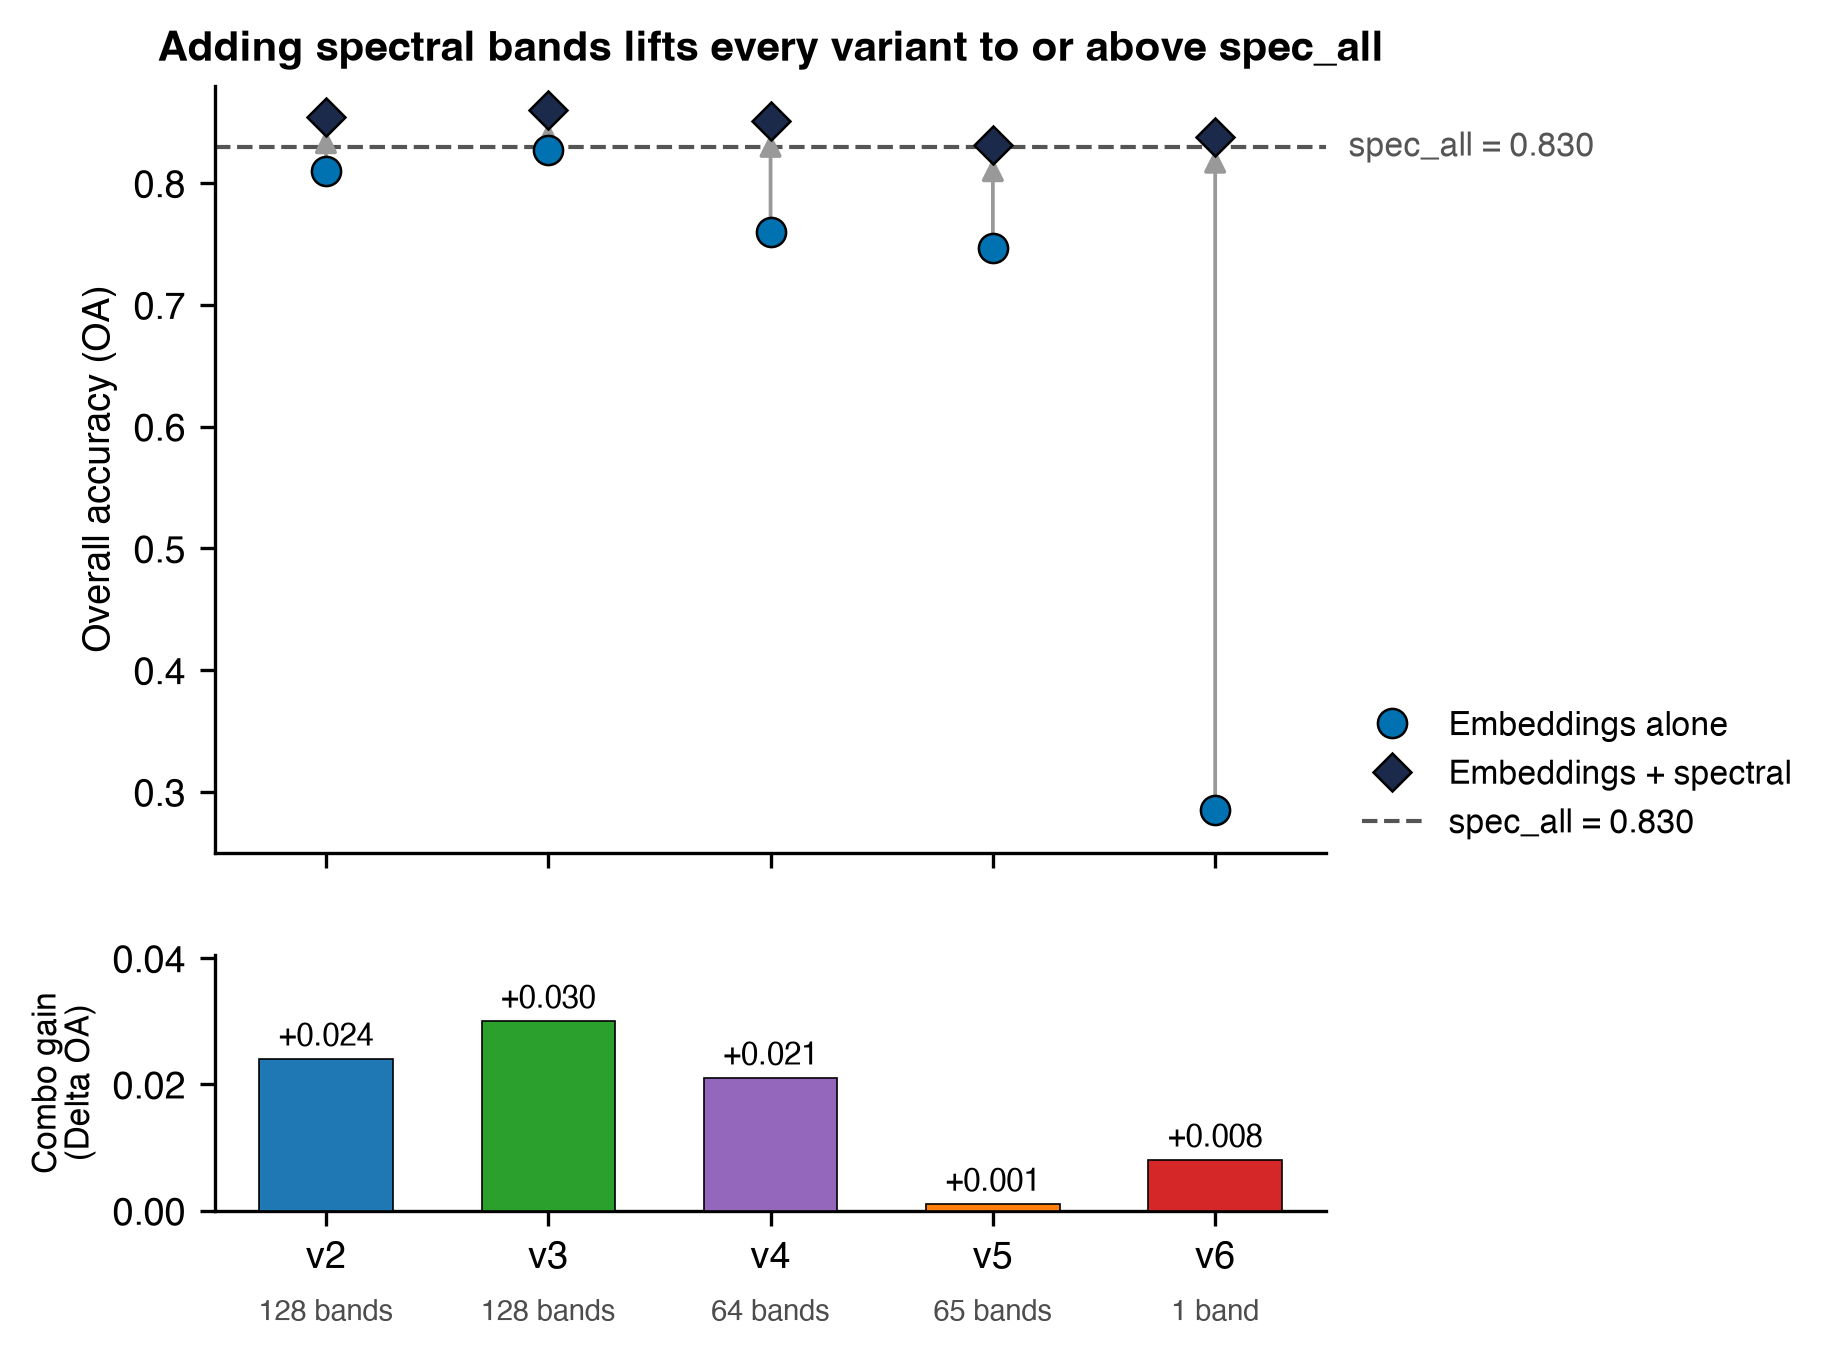 Adding spectral bands lifts every variant to or above spec_all
Overall accuracy (OA)
0.8
0.7
0.6
0.5
0.4
0.3
spec_all = 0.830
Embeddings alone
Embeddings + spectral
spec_all = 0.830
Combo gain
(Delta OA)
0.04
0.02
0.00
+0.024
+0.030
+0.021
+0.001
+0.008
v2
v3
v4
v5
v6
128 bands
128 bands
64 bands
65 bands
1 band